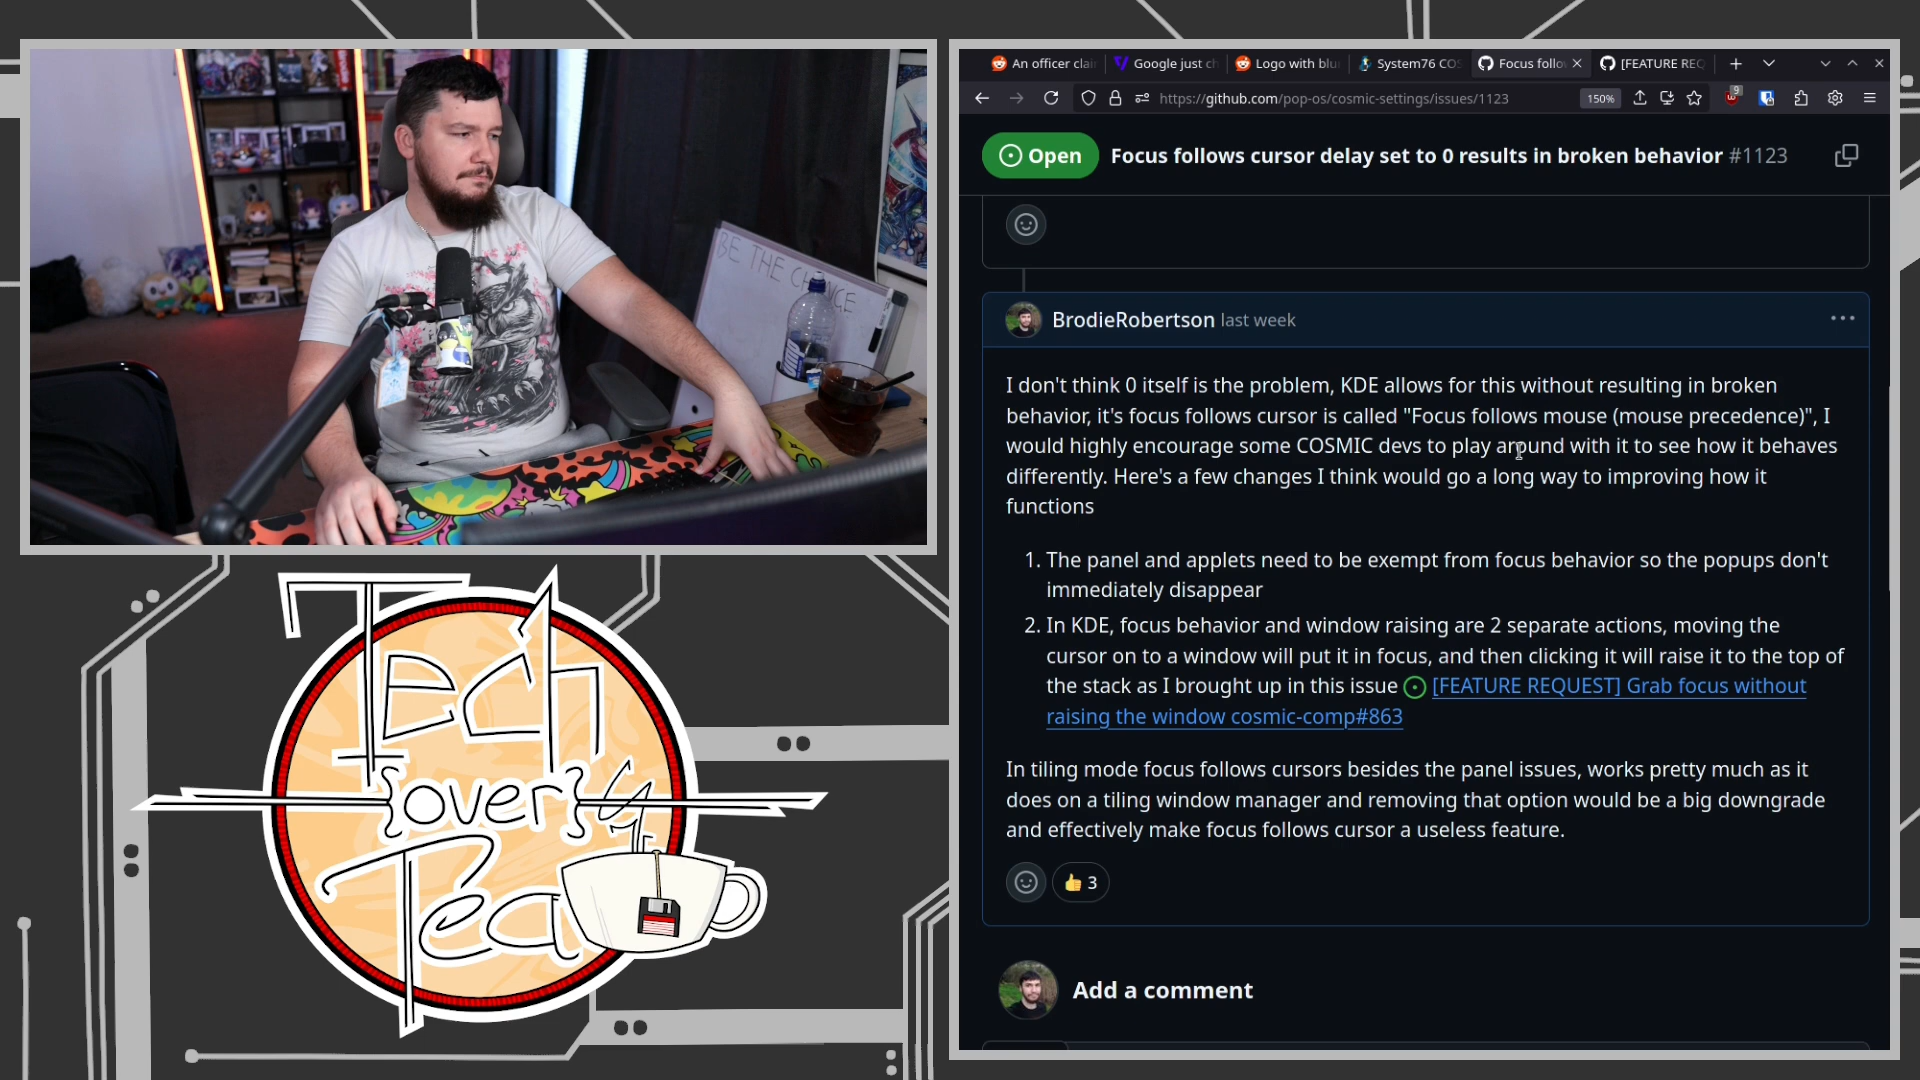 BE THE CHANGE
Tech
{over}
Tea
An officer clai
Google just ch
Logo with blu
System76 CO
Focus follo
[FEATURE REQ
https://github.com/pop-os/cosmic-settings/issues/1123
150%
9
Open
Focus follows cursor delay set to 0 results in broken behavior #1123
BrodieRobertson last week
I don't think 0 itself is the problem, KDE allows for this without resulting in broken
behavior, it's focus follows cursor is called "Focus follows mouse (mouse precedence)", I
would highly encourage some COSMIC devs to play around with it to see how it behaves
differently. Here's a few changes I think would go a long way to improving how it
functions
1. The panel and applets need to be exempt from focus behavior so the popups don't
immediately disappear
2. In KDE, focus behavior and window raising are 2 separate actions, moving the
cursor on to a window will put it in focus, and then clicking it will raise it to the top of
the stack as I brought up in this issue [FEATURE REQUEST] Grab focus without
raising the window cosmic-comp#863
In tiling mode focus follows cursors besides the panel issues, works pretty much as it
does on a tiling window manager and removing that option would be a big downgrade
and effectively make focus follows cursor a useless feature.
👍 3
Add a comment